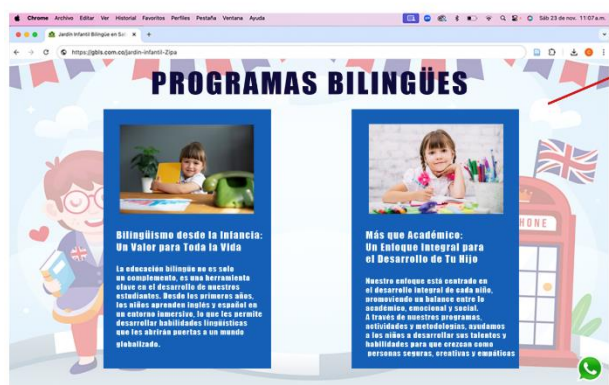 Chrome Archivo Editar Ver Historial Favoritos Perfiles Pestaña Ventana Ayuda
Sáb 23 de nov. 11:07 a.m.
Jardín Infantil Bilingüe en
https://gbis.com.co/jardin-infantil-Zipa
PROGRAMAS BILINGÜES
Bilingüismo desde la Infancia:
Un Valor para Toda la Vida
La educación bilingüe no es solo
un complemento, es una herramienta
clave en el desarrollo de nuestros
estudiantes. Desde los primeros años,
los niños aprenden inglés y español en
un entorno inmersivo, lo que les permite
desarrollar habilidades lingüísticas
que les abrirán puertas a un mundo
globalizado.
Más que Académico:
Un Enfoque Integral para
el Desarrollo de Tu Hijo
Nuestro enfoque está centrado en
el desarrollo integral de cada niño,
promoviendo un balance entre lo
académico, emocional y social.
A través de nuestros programas,
actividades y metodologías, ayudamos
a los niños a desarrollar sus talentos y
habilidades para que crezcan como
personas seguras, creativas y empáticas
HONE